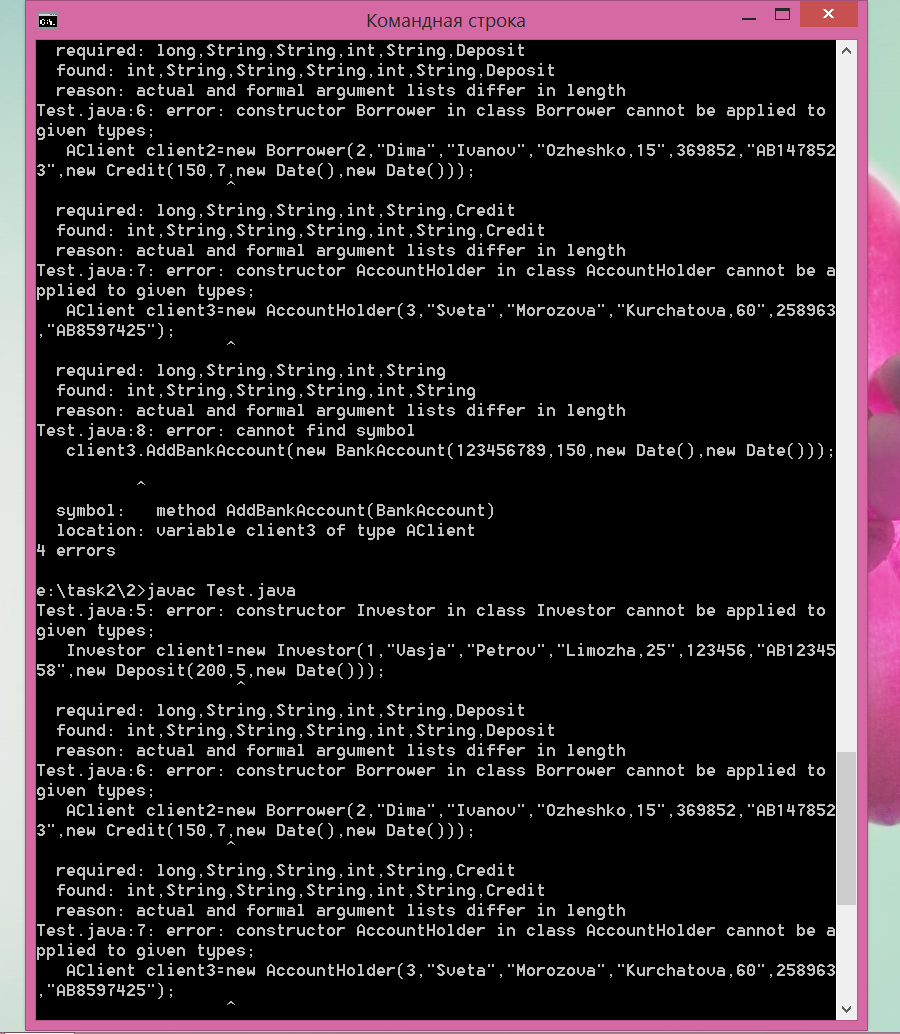 Командная строка
required: long,String,String,int,String,Deposit
found: int,String,String,String,int,String,Deposit
reason: actual and formal argument lists differ in length
Test.java:6: error: constructor Borrower in class Borrower cannot be applied to
given types;
AClient client2=new Borrower(2,"Dima","Ivanov","Ozheshko,15",369852,"AB147852
3",new Credit(150,7,new Date(),new Date()));
^
required: long,String,String,int,String,Credit
found: int,String,String,String,int,String,Credit
reason: actual and formal argument lists differ in length
Test.java:7: error: constructor AccountHolder in class AccountHolder cannot be a
pplied to given types;
AClient client3=new AccountHolder(3,"Sveta","Morozova","Kurchatova,60",258963
,"AB8597425");
^
required: long,String,String,int,String
found: int,String,String,String,int,String
reason: actual and formal argument lists differ in length
Test.java:8: error: cannot find symbol
client3.AddBankAccount(new BankAccount(123456789,150,new Date(),new Date()));
^
symbol:   method AddBankAccount(BankAccount)
location: variable client3 of type AClient
4 errors
e:\task2\2>javac Test.java
Test.java:5: error: constructor Investor in class Investor cannot be applied to
given types;
Investor client1=new Investor(1,"Vasja","Petrov","Limozha,25",123456,"AB12345
58",new Deposit(200,5,new Date()));
^
required: long,String,String,int,String,Deposit
found: int,String,String,String,int,String,Deposit
reason: actual and formal argument lists differ in length
Test.java:6: error: constructor Borrower in class Borrower cannot be applied to
given types;
AClient client2=new Borrower(2,"Dima","Ivanov","Ozheshko,15",369852,"AB147852
3",new Credit(150,7,new Date(),new Date()));
^
required: long,String,String,int,String,Credit
found: int,String,String,String,int,String,Credit
reason: actual and formal argument lists differ in length
Test.java:7: error: constructor AccountHolder in class AccountHolder cannot be a
pplied to given types;
AClient client3=new AccountHolder(3,"Sveta","Morozova","Kurchatova,60",258963
,"AB8597425");
^